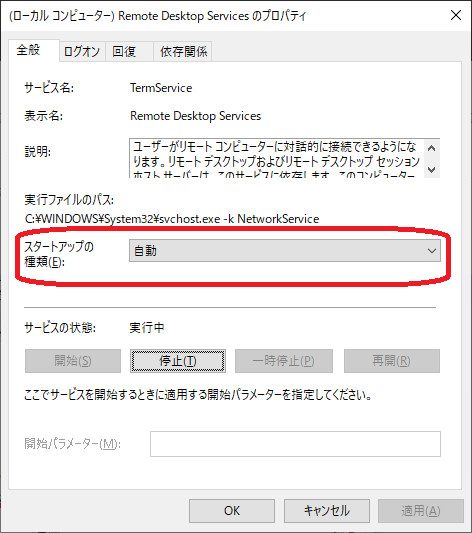 (ローカル コンピューター) Remote Desktop Services のプロパティ
全般 ログオン 回復 依存関係
サービス名: TermService
表示名: Remote Desktop Services
説明: ユーザーがリモート コンピューターに対話的に接続できるようにな
ります。リモート デスクトップおよびリモート デスクトップ セッション
ホスト サーバーは、このサービスに依存します。このコンピューター
実行ファイルのパス:
C:¥WINDOWS¥System32¥svchost.exe -k NetworkService
スタートアップの
種類(E): 自動
サービスの状態: 実行中
開始(S) 停止(T) 一時停止(P) 再開(R)
ここでサービスを開始するときに適用する開始パラメーターを指定してください。
開始パラメーター(M):
OK キャンセル 適用(A)